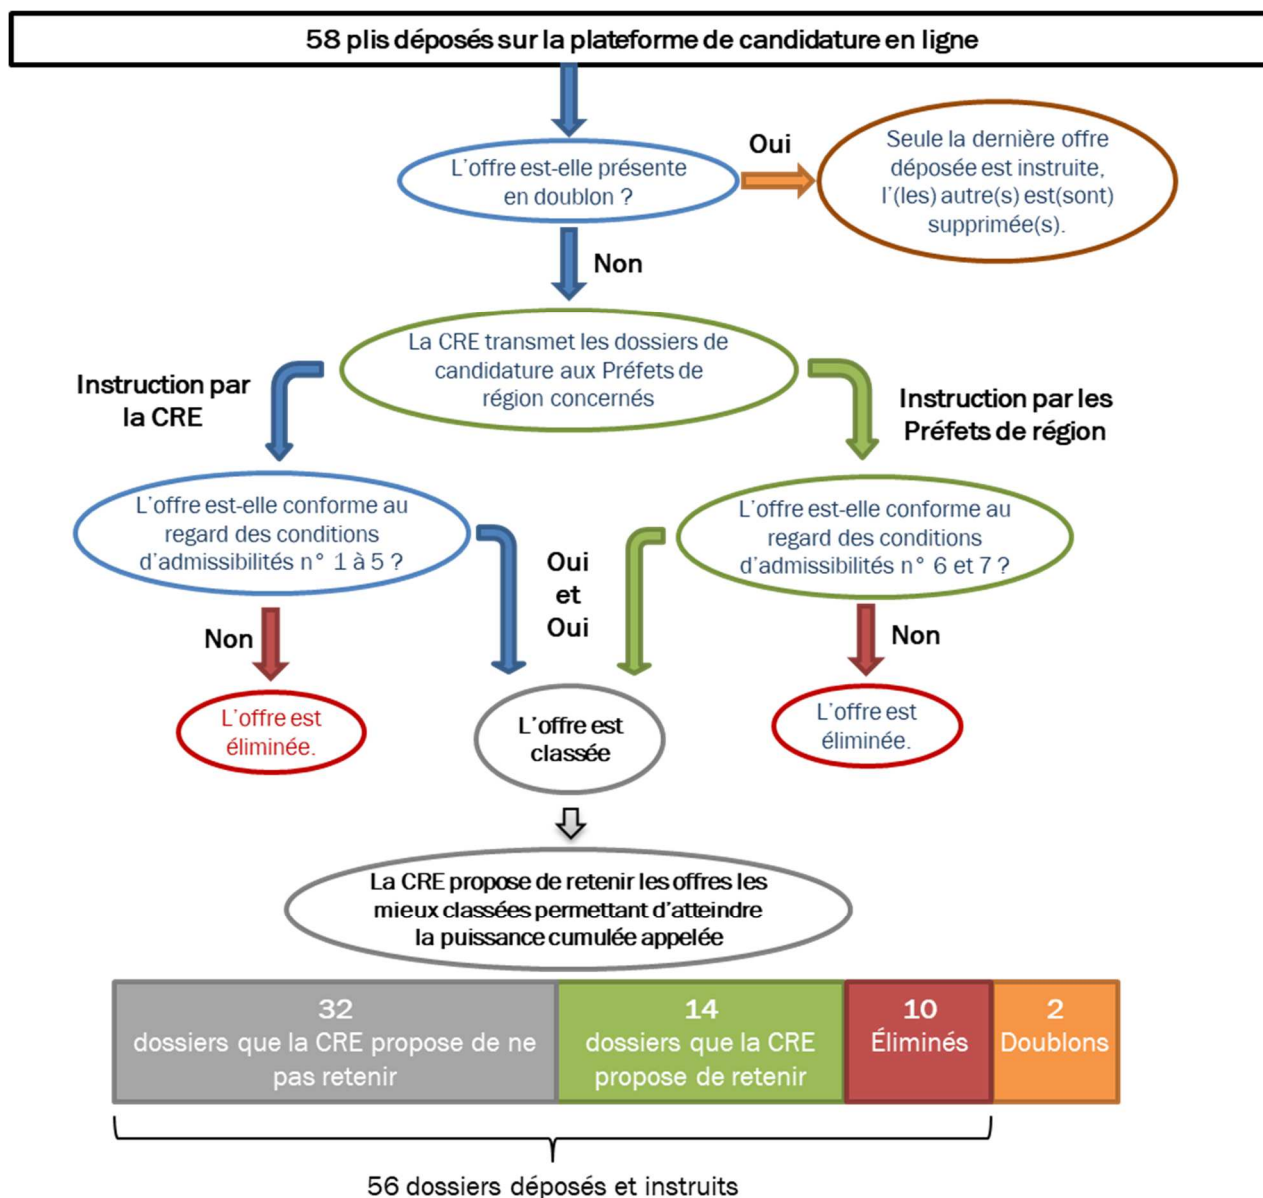 58 plis déposés sur la plateforme de candidature en ligne
L'offre est-elle présente
en doublon ?
Oui
Seule la dernière offre
déposée est instruite,
l'(les) autre(s) est(sont)
supprimée(s).
Non
La CRE transmet les dossiers de
candidature aux Préfets de
région concernés
Instruction par
la CRE
Instruction par les
Préfets de région
L'offre est-elle conforme au
regard des conditions
d'admissibilités n° 1 à 5 ?
L'offre est-elle conforme au
regard des conditions
d'admissibilités n° 6 et 7 ?
Oui
et
Oui
Non
Non
L'offre est
éliminée.
L'offre est
classée
L'offre est
éliminée.
La CRE propose de retenir les offres les
mieux classées permettant d'atteindre
la puissance cumulée appelée
32
dossiers que la CRE propose de ne
pas retenir
14
dossiers que la CRE
propose de retenir
10
Éliminés
2
Doublons
56 dossiers déposés et instruits